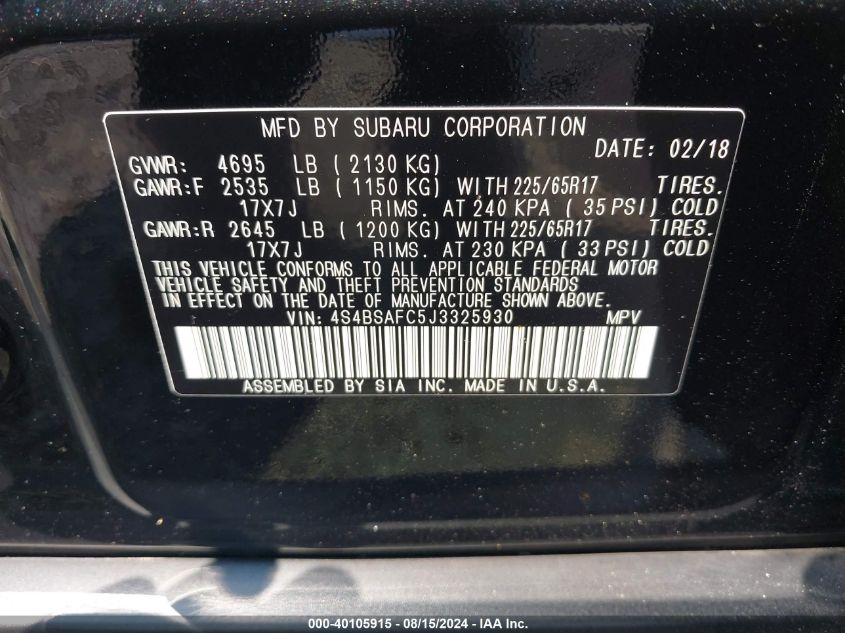 MFD BY SUBARU CORPORATION
DATE: 02/18
GVWR: 4695 LB ( 2130 KG)
GAWR:F 2535 LB ( 1150 KG) WITH 225/65R17 TIRES.
17X7J RIMS. AT 240 KPA ( 35 PSI) COLD
GAWR:R 2645 LB ( 1200 KG) WITH 225/65R17 TIRES.
17X7J RIMS. AT 230 KPA ( 33 PSI) COLD
THIS VEHICLE CONFORMS TO ALL APPLICABLE FEDERAL MOTOR
VEHICLE SAFETY AND THEFT PREVENTION STANDARDS
IN EFFECT ON THE DATE OF MANUFACTURE SHOWN ABOVE.
VIN: 4S4BSAFC5J3325930 MPV
ASSEMBLED BY SIA INC. MADE IN U.S.A.
000-40105915 - 08/15/2024 - IAA Inc.